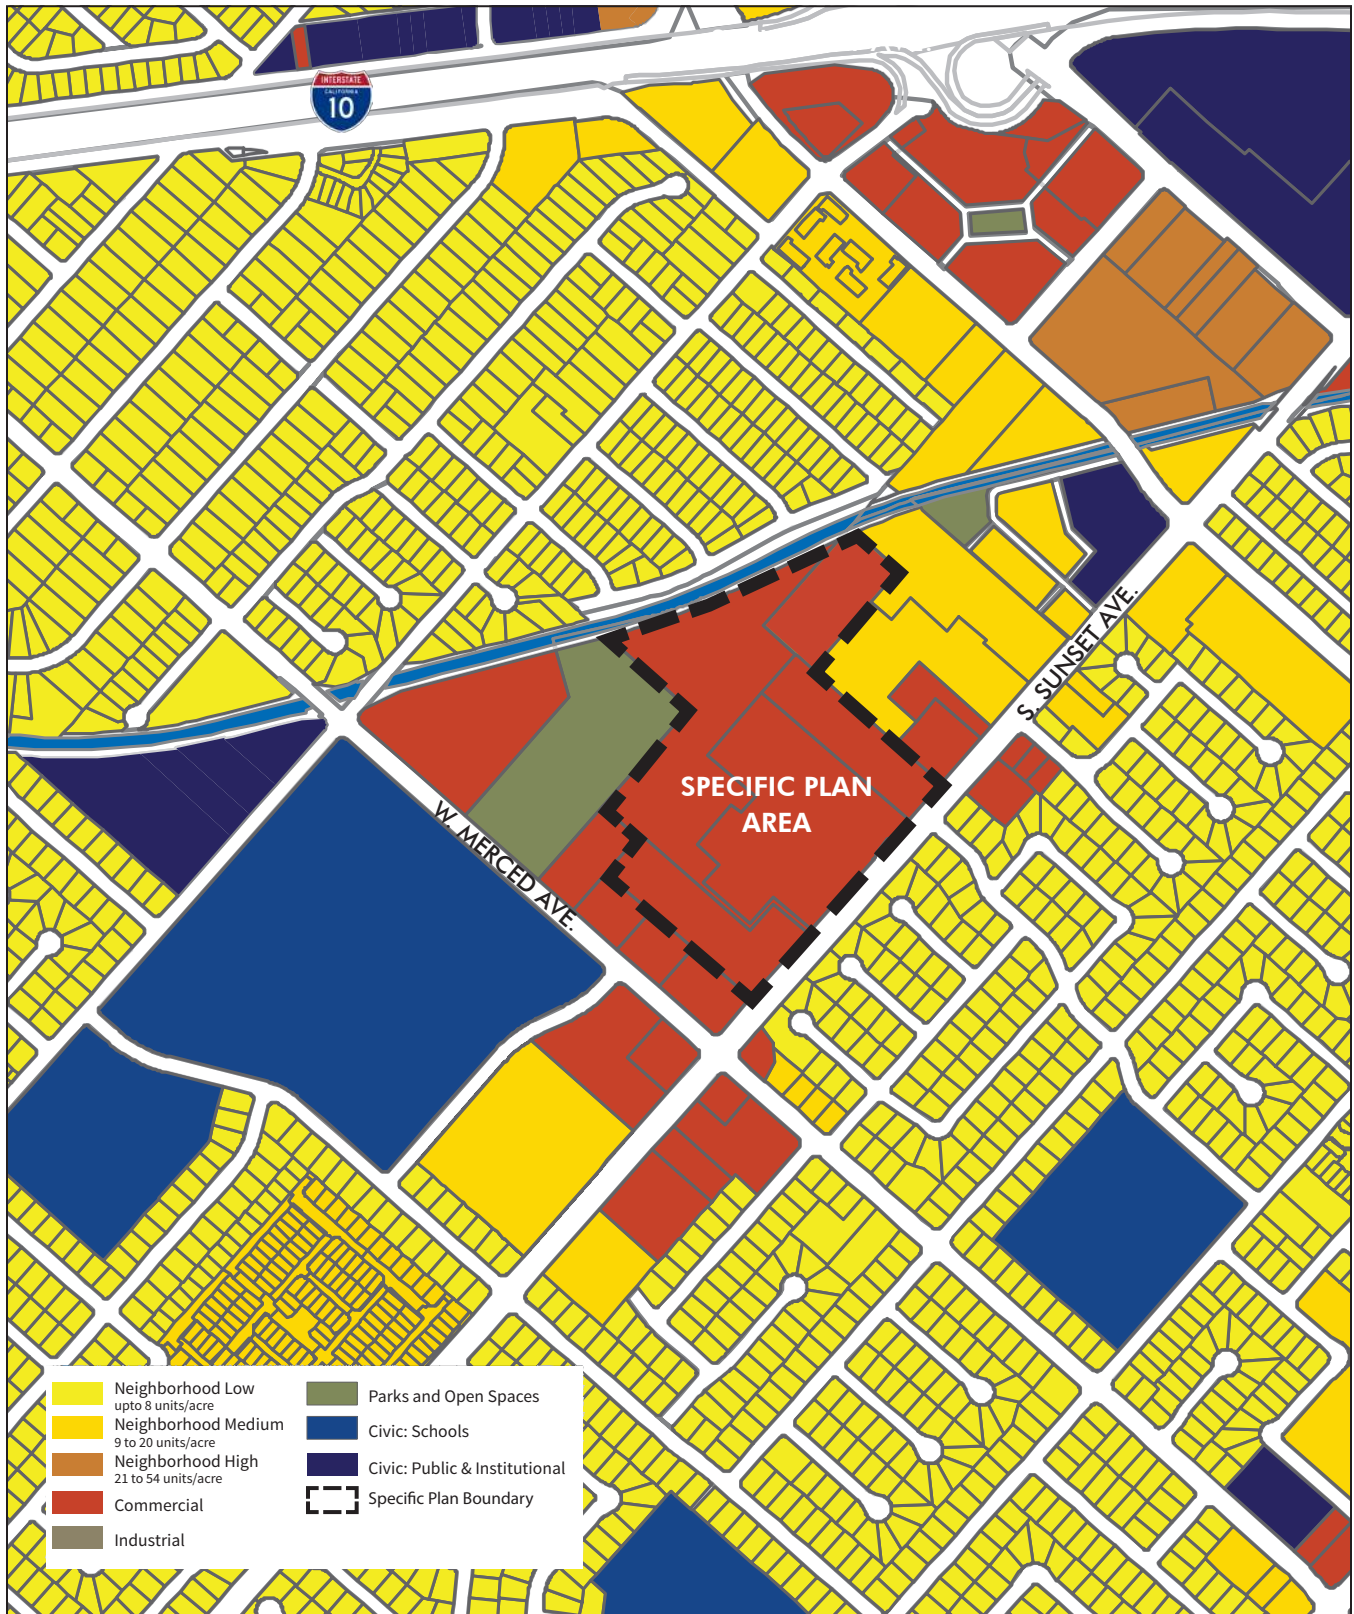 INTERSTATE
CALIFORNIA
10
S. SUNSET AVE.
SPECIFIC PLAN
AREA
W. MERCED AVE.
Neighborhood Low
upto 8 units/acre
Neighborhood Medium
9 to 20 units/acre
Neighborhood High
21 to 54 units/acre
Commercial
Industrial
Parks and Open Spaces
Civic: Schools
Civic: Public & Institutional
Specific Plan Boundary